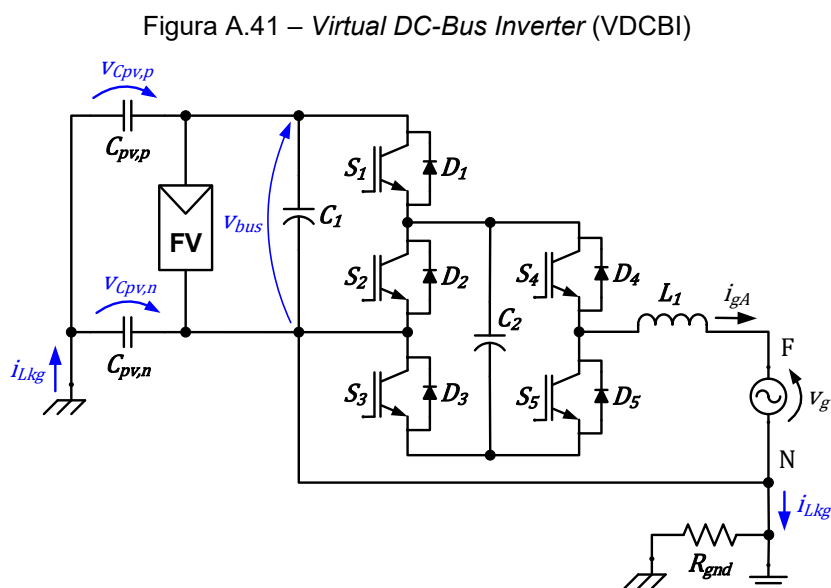 Figura A.41 – Virtual DC-Bus Inverter (VDCBI)
vCpv,p
Cpv,p
S1
D1
FV
vbus
C1
vCpv,n
S2
D2
C2
S4
D4
L1
igA
Cpv,n
F
iLkg
S3
D3
S5
D5
vg
N
iLkg
Rgnd